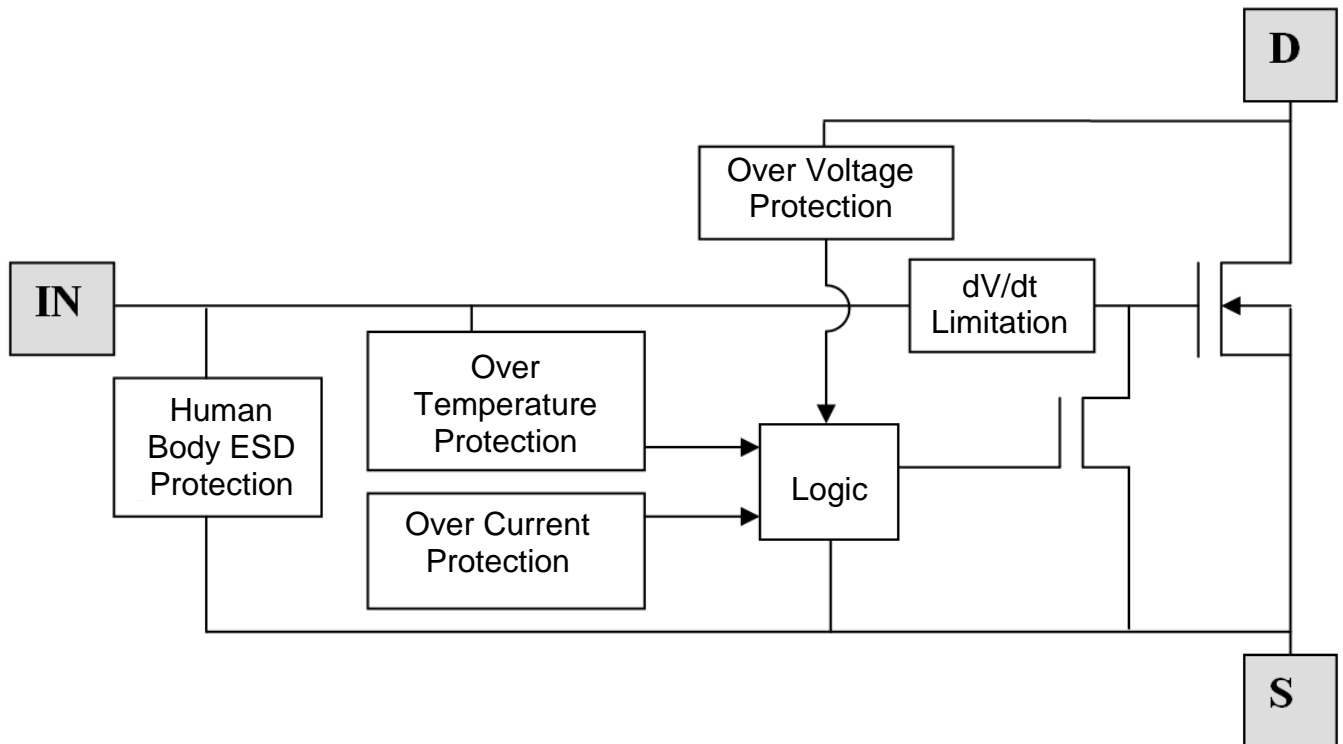 D
Over Voltage
Protection
IN
dV/dt
Limitation
Over
Temperature
Protection
Human
Body ESD
Protection
Logic
Over Current
Protection
S